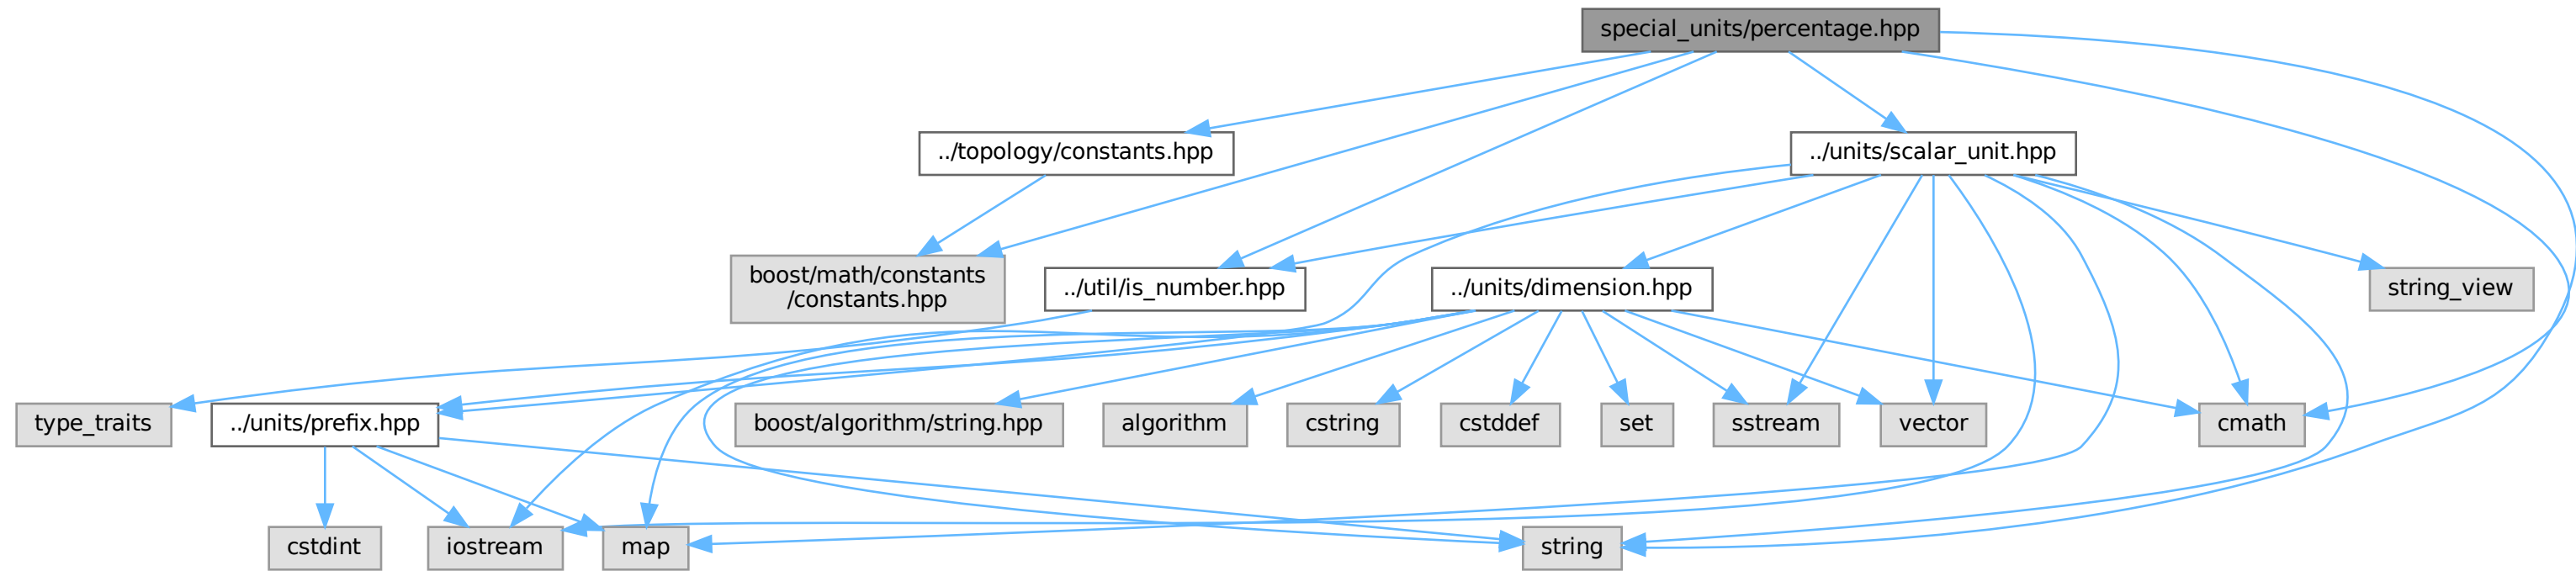 special_units/percentage.hpp
../topology/constants.hpp
../units/scalar_unit.hpp
boost/math/constants
/constants.hpp
../util/is_number.hpp
../units/dimension.hpp
string_view
type_traits
../units/prefix.hpp
boost/algorithm/string.hpp
algorithm
cstring
cstddef
set
sstream
vector
cmath
cstdint
iostream
map
string